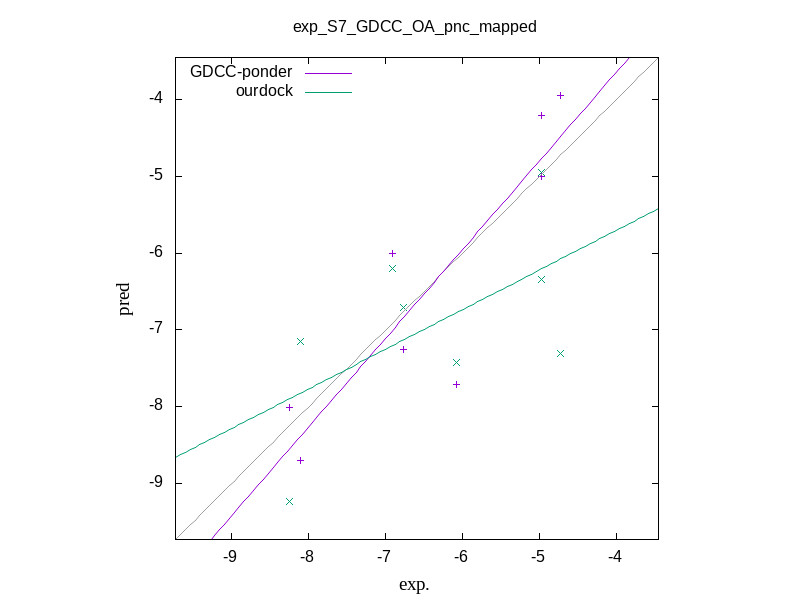 exp_S7_GDCC_OA_pnc_mapped
GDCC-ponder
ourdock
-4
-5
-6
-7
-8
-9
pred
-9 -8 -7 -6 -5 -4
exp.